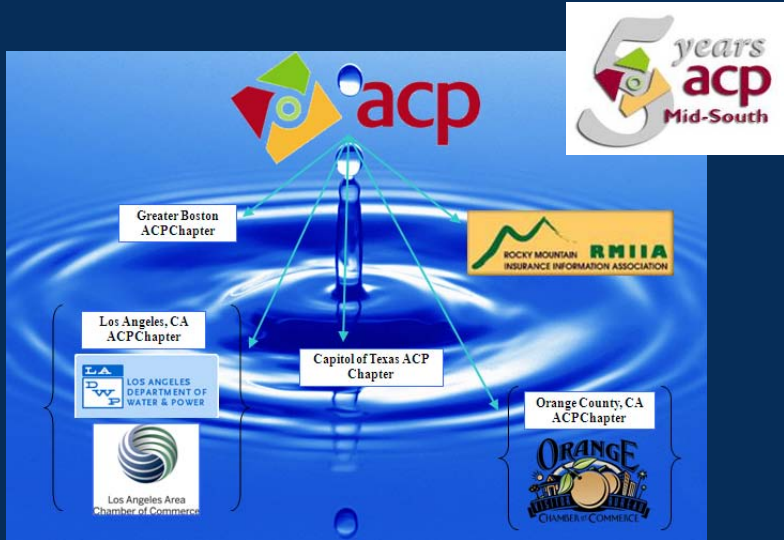 5 years
acp
Mid-South
acp
Greater Boston
ACPChapter
ROCKY MOUNTAIN RMIIA
INSURANCE INFORMATION ASSOCIATION
Los Angeles, CA
ACPChapter
LA
DWP
LOS ANGELES
DEPARTMENT OF
WATER & POWER
Los Angeles Area
Chamber of Commerce
Capitol of Texas ACP
Chapter
Orange County, CA
ACPChapter
ORANGE
VISITOR BUREAU
CHAMBER OF COMMERCE